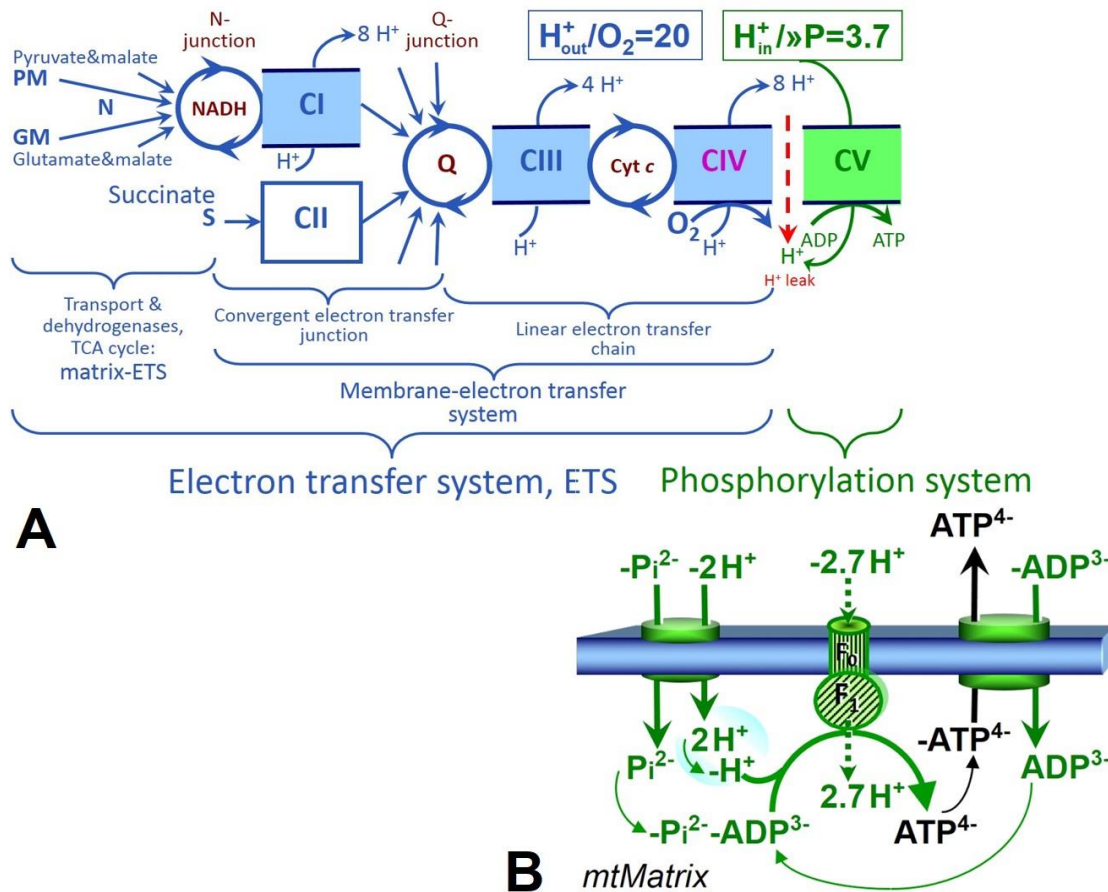 N-
junction
8 H⁺
Q-
junction
H⁺out/O₂=20
H⁺in/»P=3.7
Pyruvate&malate
PM
N
GM
Glutamate&malate
NADH
CI
H⁺
4 H⁺
8 H⁺
Q
CIII
Cyt c
CIV
CV
Succinate
S
CII
H⁺
O₂
H⁺
H⁺
ADP
ATP
H⁺ leak
Transport &
dehydrogenases,
TCA cycle:
matrix-ETS
Convergent electron transfer
junction
Linear electron transfer
chain
Membrane-electron transfer
system
Electron transfer system, ETS
Phosphorylation system
A
ATP⁴⁻
-Pi²⁻
-2H⁺
-2.7H⁺
-ADP³⁻
F₀
F₁
2H⁺
-H⁺
Pi²⁻
2.7H⁺
-ATP⁴⁻
ADP³⁻
-Pi²⁻-ADP³⁻
ATP⁴⁻
B
mtMatrix